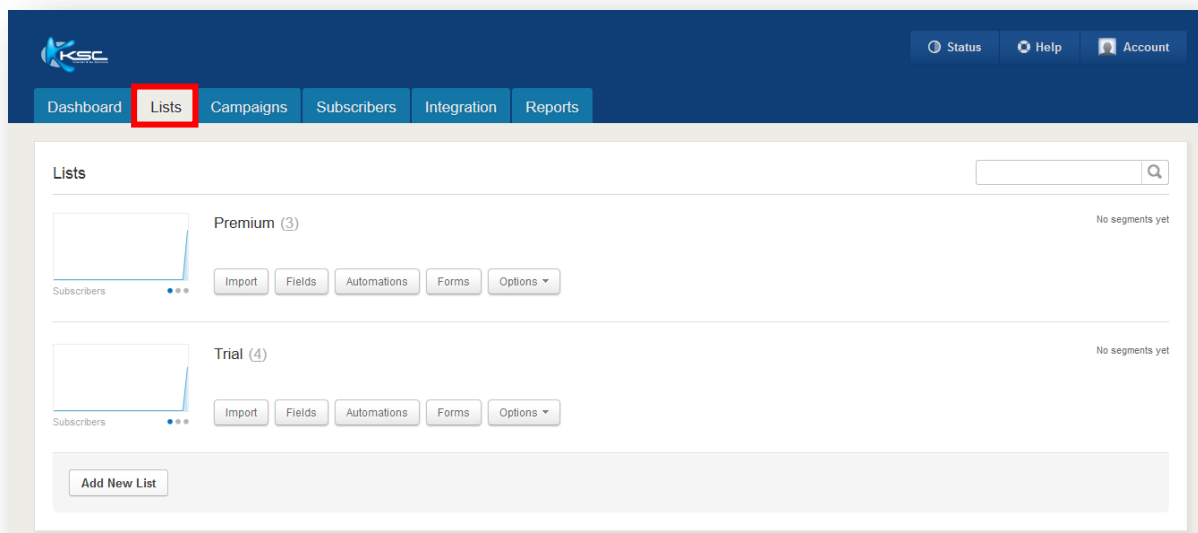 KSC
Status Help Account
Dashboard Lists Campaigns Subscribers Integration Reports
Lists
Premium (3)
No segments yet
Import Fields Automations Forms Options
Subscribers
Trial (4)
No segments yet
Import Fields Automations Forms Options
Subscribers
Add New List